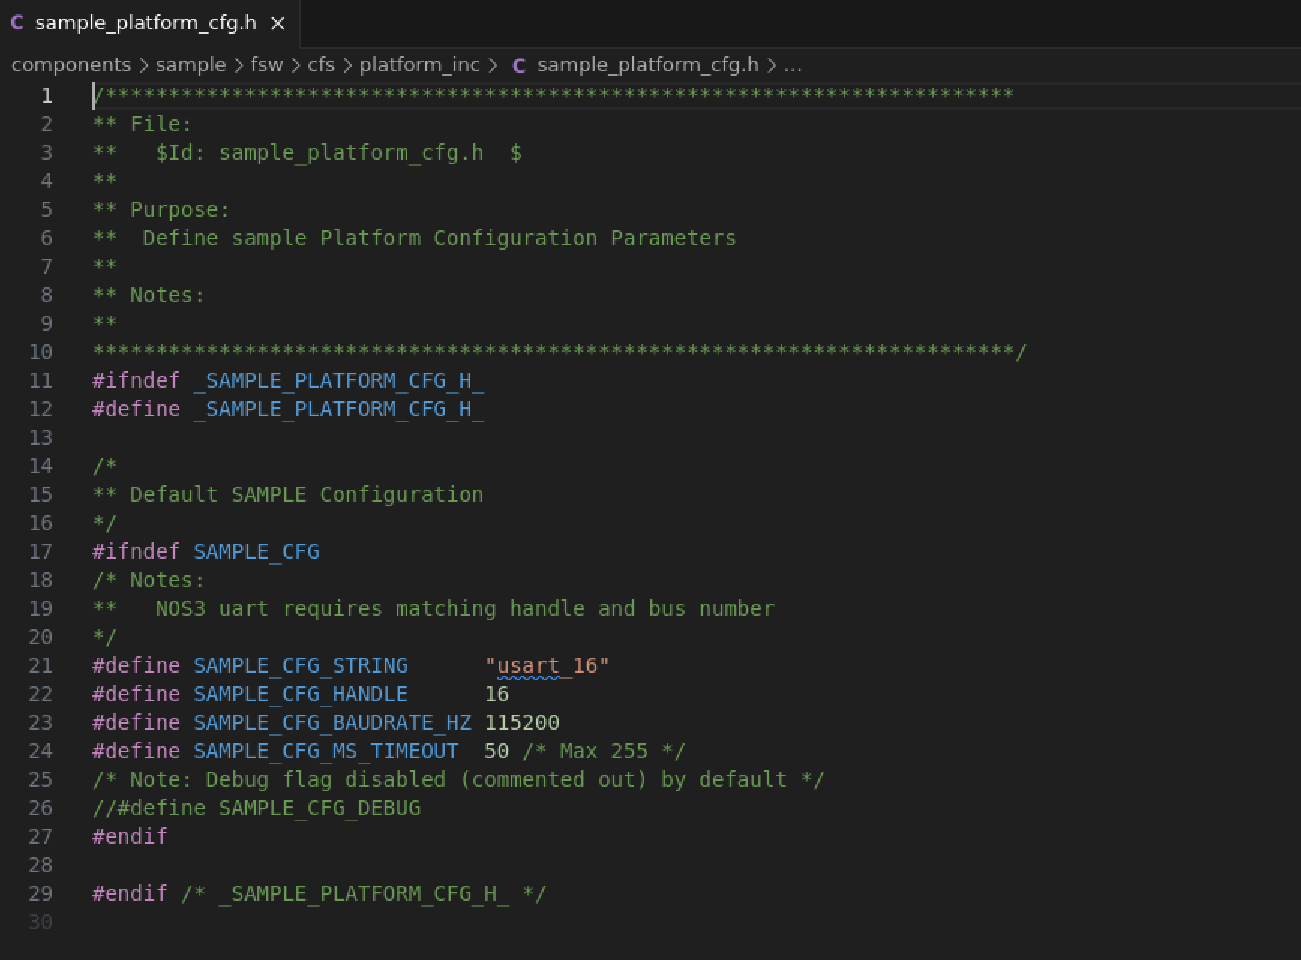 C sample_platform_cfg.h ×
components > sample > fsw > cfs > platform_inc > C sample_platform_cfg.h > ...
1 /************************************************************************
2 ** File:
3 **   $Id: sample_platform_cfg.h  $
4 **
5 ** Purpose:
6 **  Define sample Platform Configuration Parameters
7 **
8 ** Notes:
9 **
10 *************************************************************************/
11 #ifndef _SAMPLE_PLATFORM_CFG_H_
12 #define _SAMPLE_PLATFORM_CFG_H_
13
14 /*
15 ** Default SAMPLE Configuration
16 */
17 #ifndef SAMPLE_CFG
18 /* Notes:
19 **   NOS3 uart requires matching handle and bus number
20 */
21 #define SAMPLE_CFG_STRING      "usart_16"
22 #define SAMPLE_CFG_HANDLE      16
23 #define SAMPLE_CFG_BAUDRATE_HZ 115200
24 #define SAMPLE_CFG_MS_TIMEOUT  50 /* Max 255 */
25 /* Note: Debug flag disabled (commented out) by default */
26 //#define SAMPLE_CFG_DEBUG
27 #endif
28
29 #endif /* _SAMPLE_PLATFORM_CFG_H_ */
30